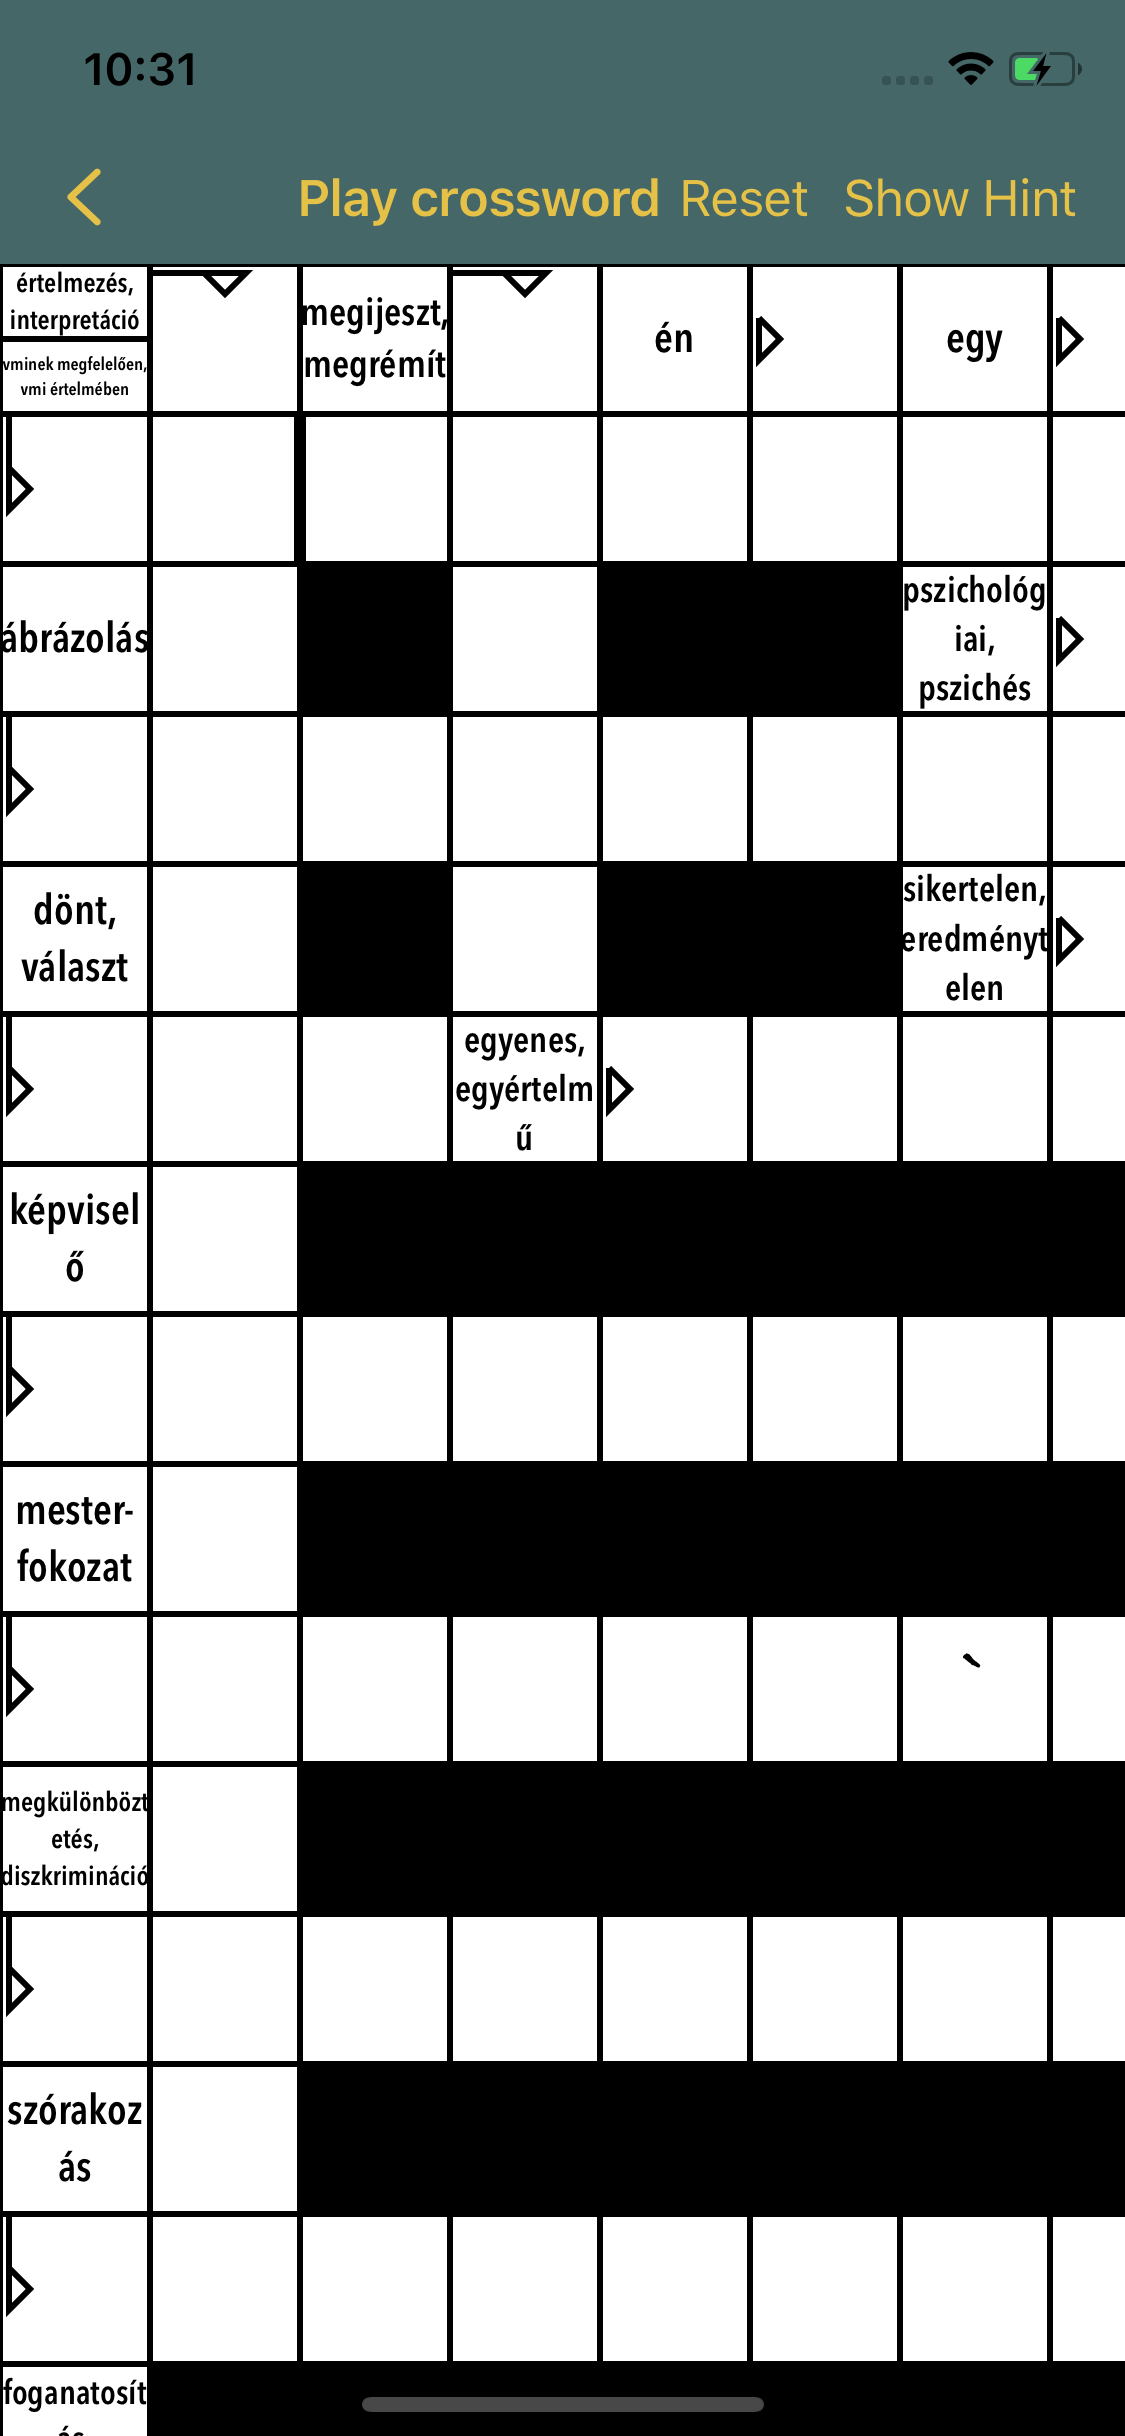 10:31
Play crossword Reset Show Hint
értelmezés,
interpretáció
vminek megfelelően,
vmi értelmében
megijeszt,
megrémít
én
egy
ábrázolás
pszichológ
iai,
pszichés
dönt,
választ
sikertelen,
eredményt
elen
egyenes,
egyértelm
ű
képvisel
ő
mester-
fokozat
megkülönbözt
etés,
diszkrimináció
szórakoz
ás
foganatosít
ás